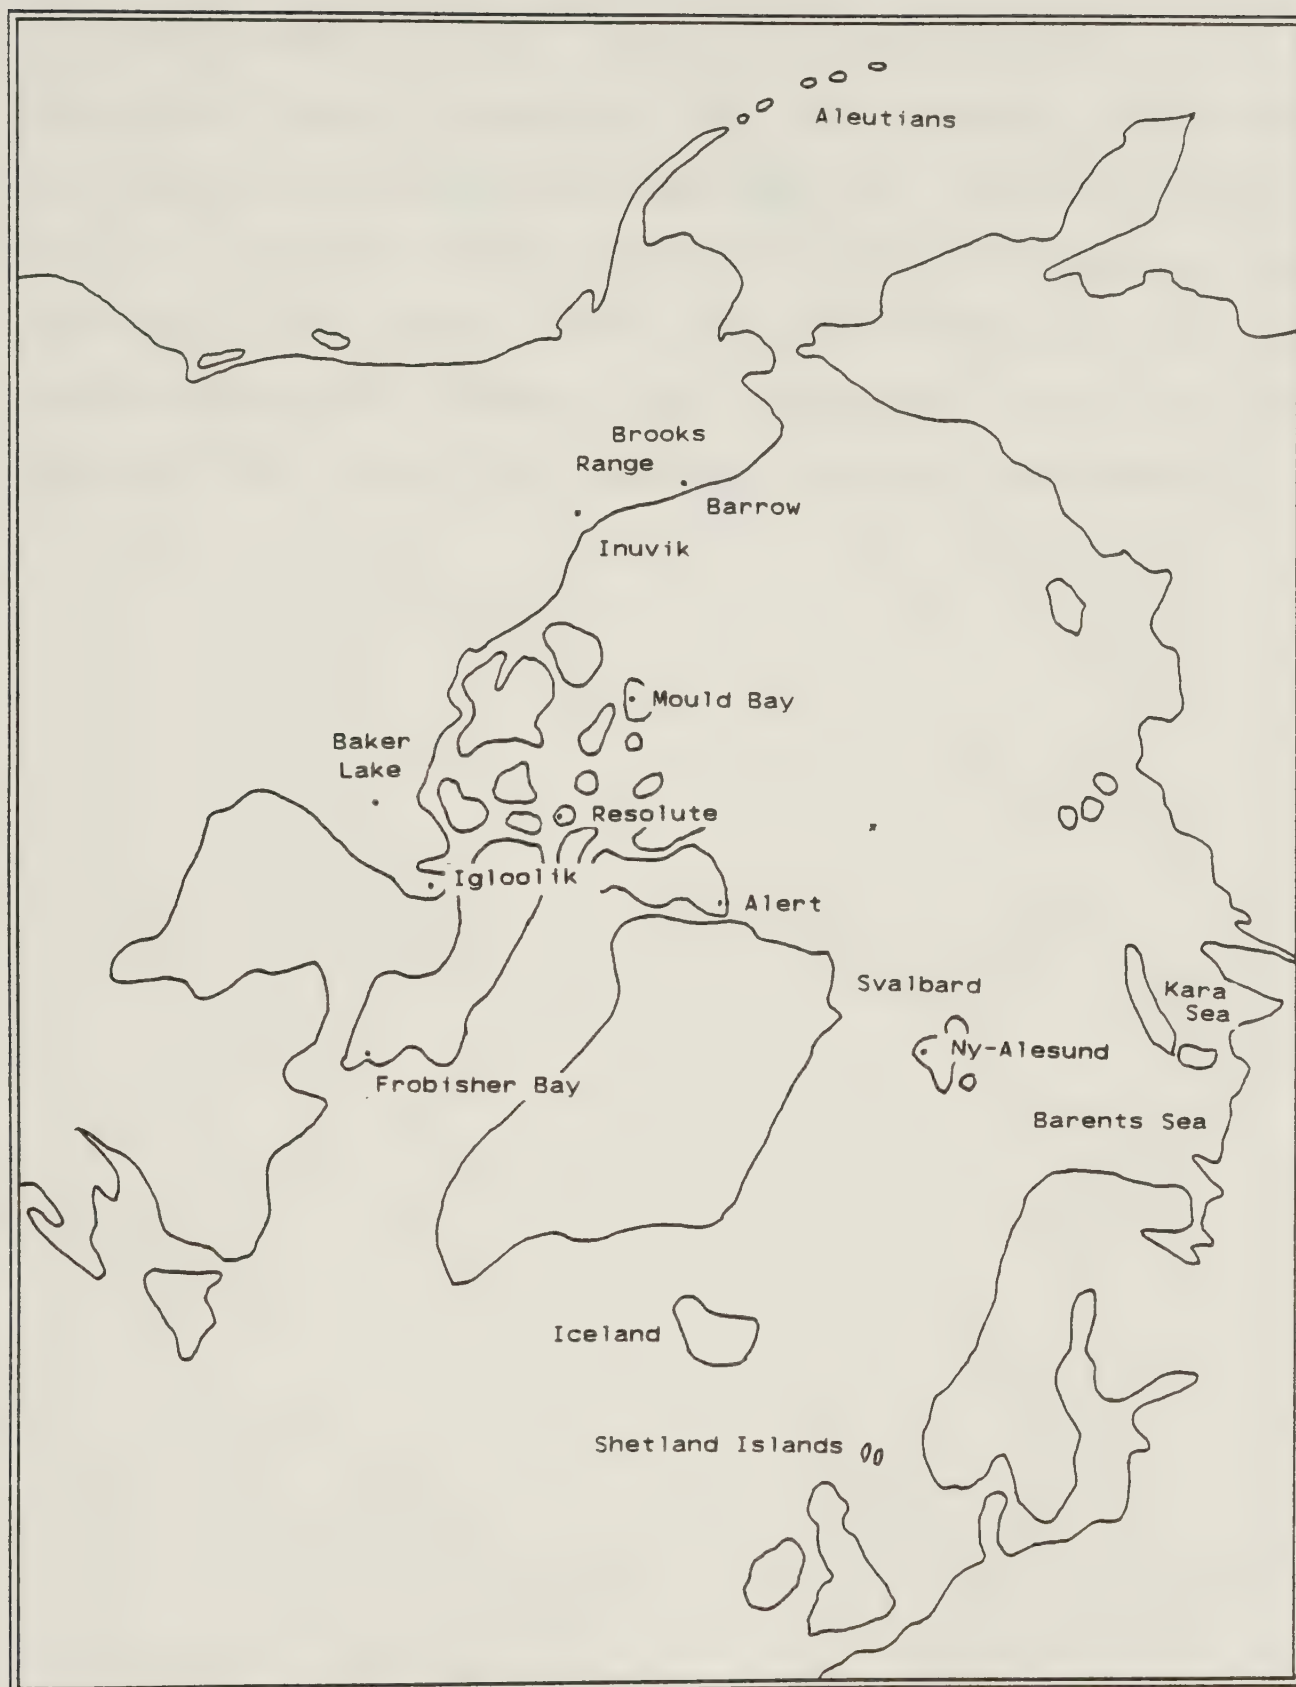 Aleutians
Brooks
Range
Barrow
Inuvik
Mould Bay
Baker
Lake
Resolute
Igloolik
Alert
Svalbard
Kara
Sea
Ny-Alesund
Frobisher Bay
Barents Sea
Iceland
Shetland Islands